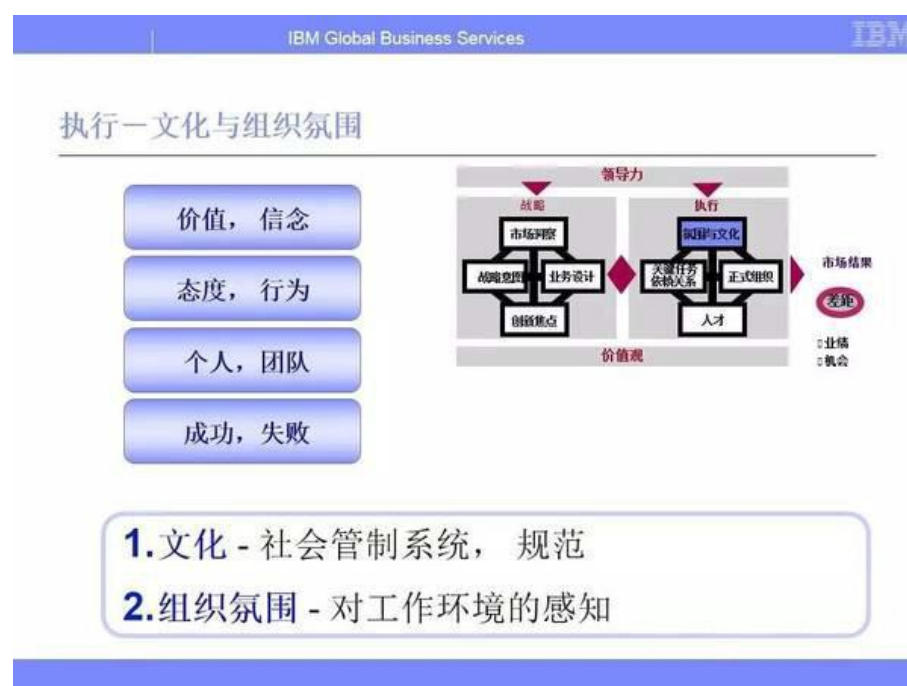 IBM Global Business Services
IBM
执行－文化与组织氛围
价值， 信念
态度， 行为
个人，团队
成功，失败
领导力
战略
市场洞察
战略意图
业务设计
创新焦点
执行
氛围与文化
关键任务
依赖关系
正式组织
人才
价值观
市场结果
差距
▯业绩
▯机会
1.文化 - 社会管制系统， 规范
2.组织氛围 - 对工作环境的感知